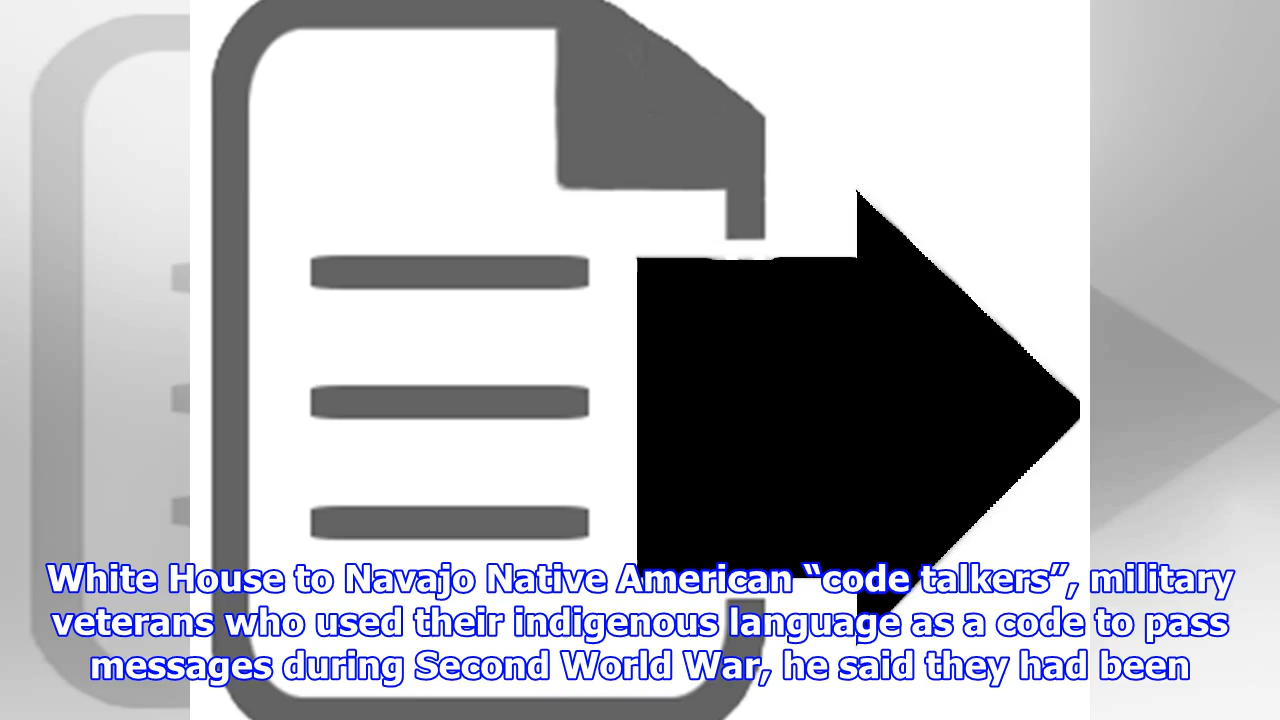 White House to Navajo Native American “code talkers”, military
veterans who used their indigenous language as a code to pass
messages during Second World War, he said they had been